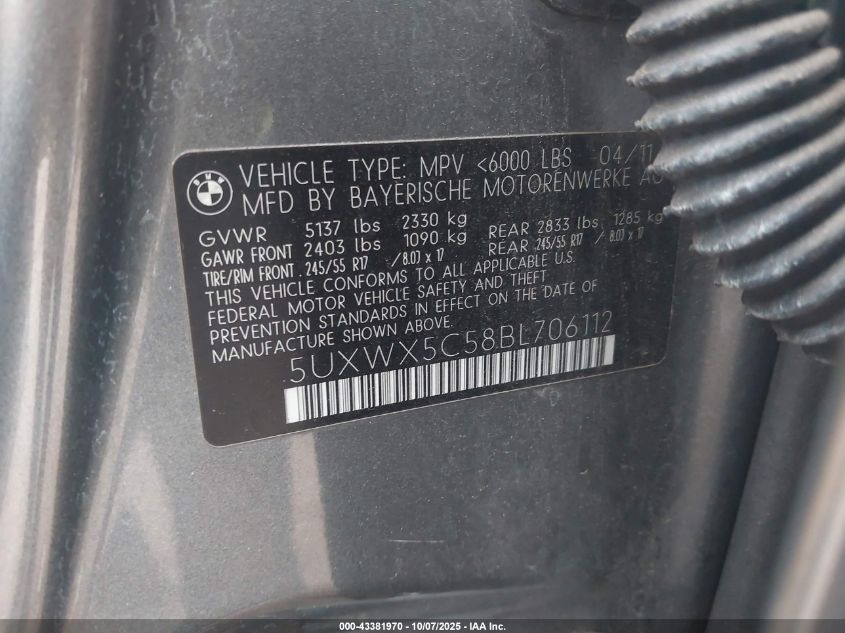 BMW
VEHICLE TYPE: MPV <6000 LBS 04/11
MFD BY BAYERISCHE MOTORENWERKE AG
GVWR 5137 lbs 2330 kg
GAWR FRONT 2403 lbs 1090 kg REAR 2833 lbs 1285 kg
TIRE/RIM FRONT 245/55 R17 /8.0J x 17 REAR 245/55 R17 /8.0J x 17
THIS VEHICLE CONFORMS TO ALL APPLICABLE U.S.
FEDERAL MOTOR VEHICLE SAFETY AND THEFT
PREVENTION STANDARDS IN EFFECT ON THE DATE OF
MANUFACTURE SHOWN ABOVE.
5UXWX5C58BL706112
000-43381970 - 10/07/2025 - IAA Inc.